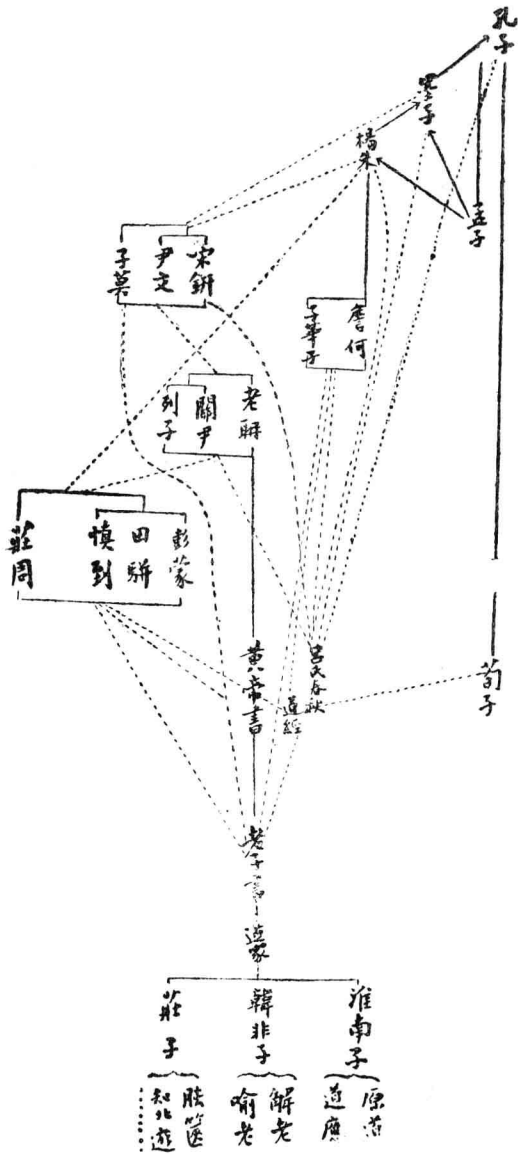 孔子
墨子
楊朱
孟子
宋銒
尹文
子莫
詹何
子華子
老聃
關尹
列子
彭蒙
田駢
慎到
莊周
呂氏春秋
道經
黃帝書
荀子
老子書
道家
淮南子
韓非子
莊子
原道
道應
解老
喻老
胠篋
知北遊